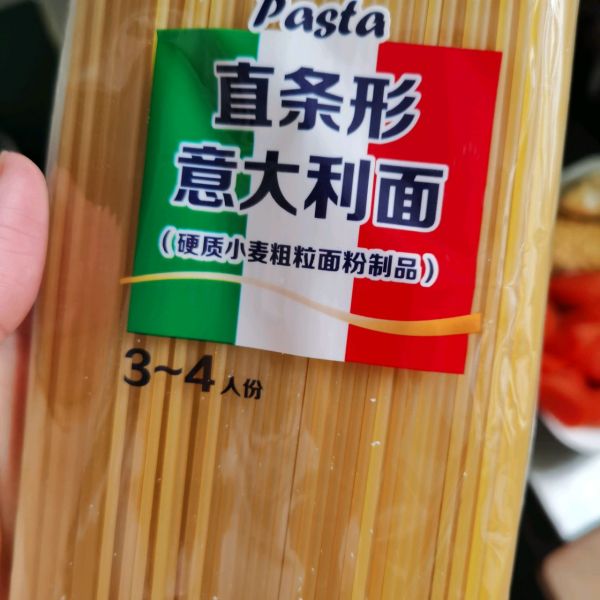 Pasta
直条形
意大利面
(硬质小麦粗粒面粉制品)
3~4人份